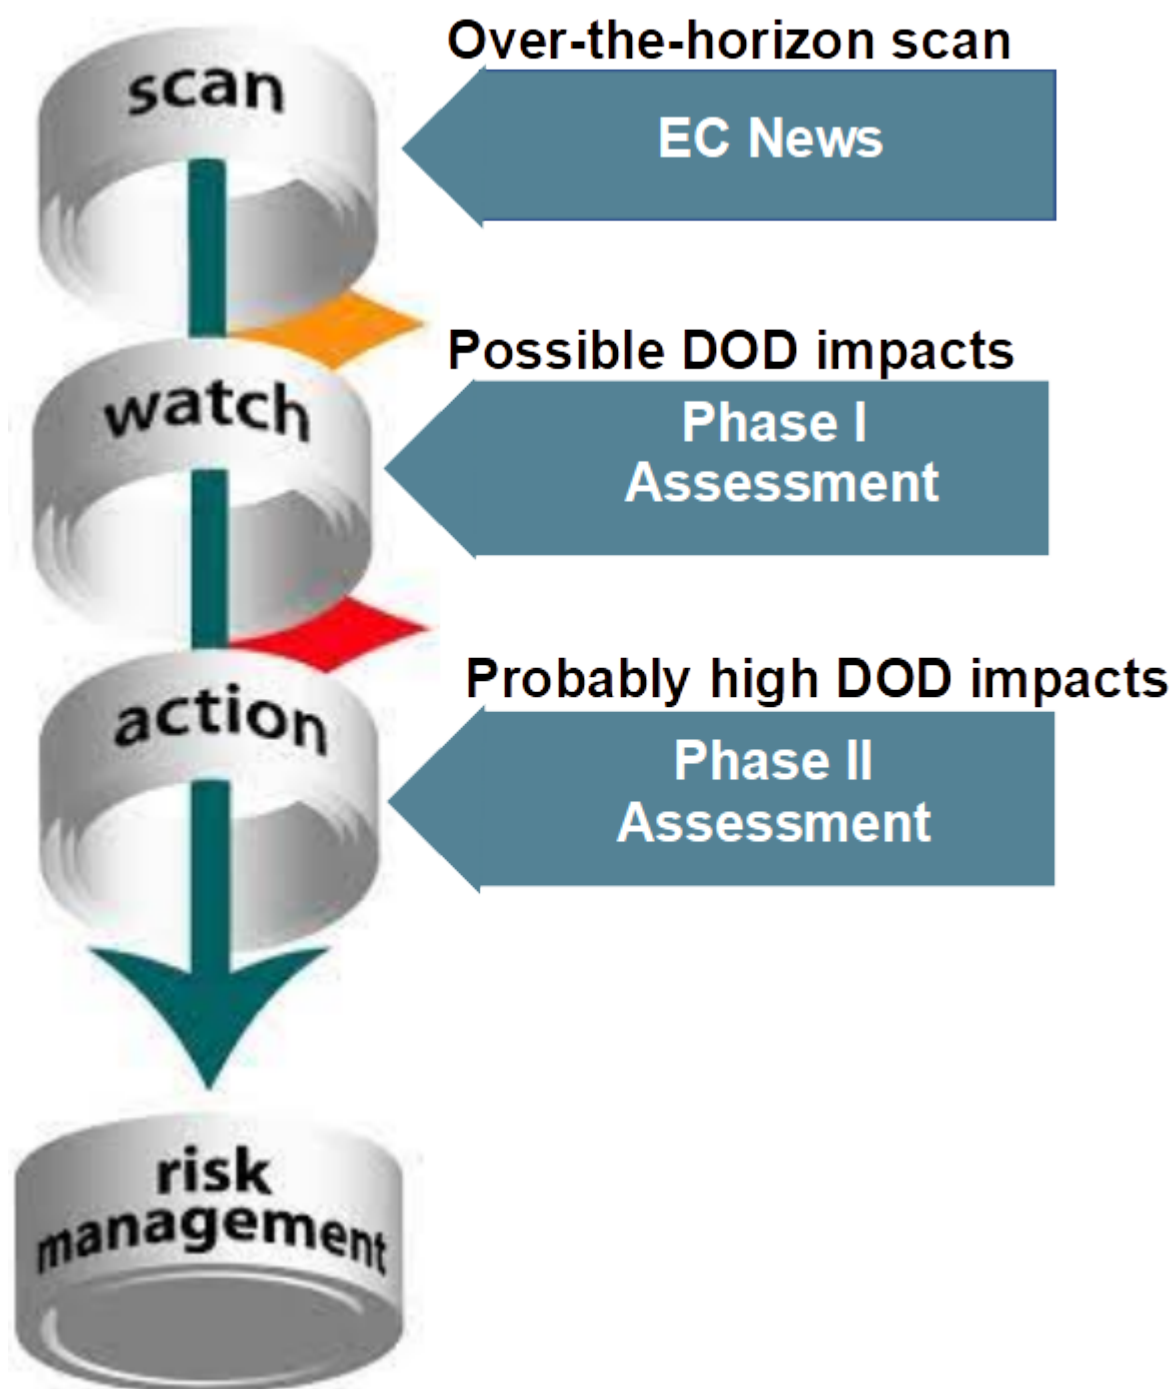 Over-the-horizon scan
scan
EC News
Possible DOD impacts
watch
Phase I
Assessment
Probably high DOD impacts
action
Phase II
Assessment
risk
management